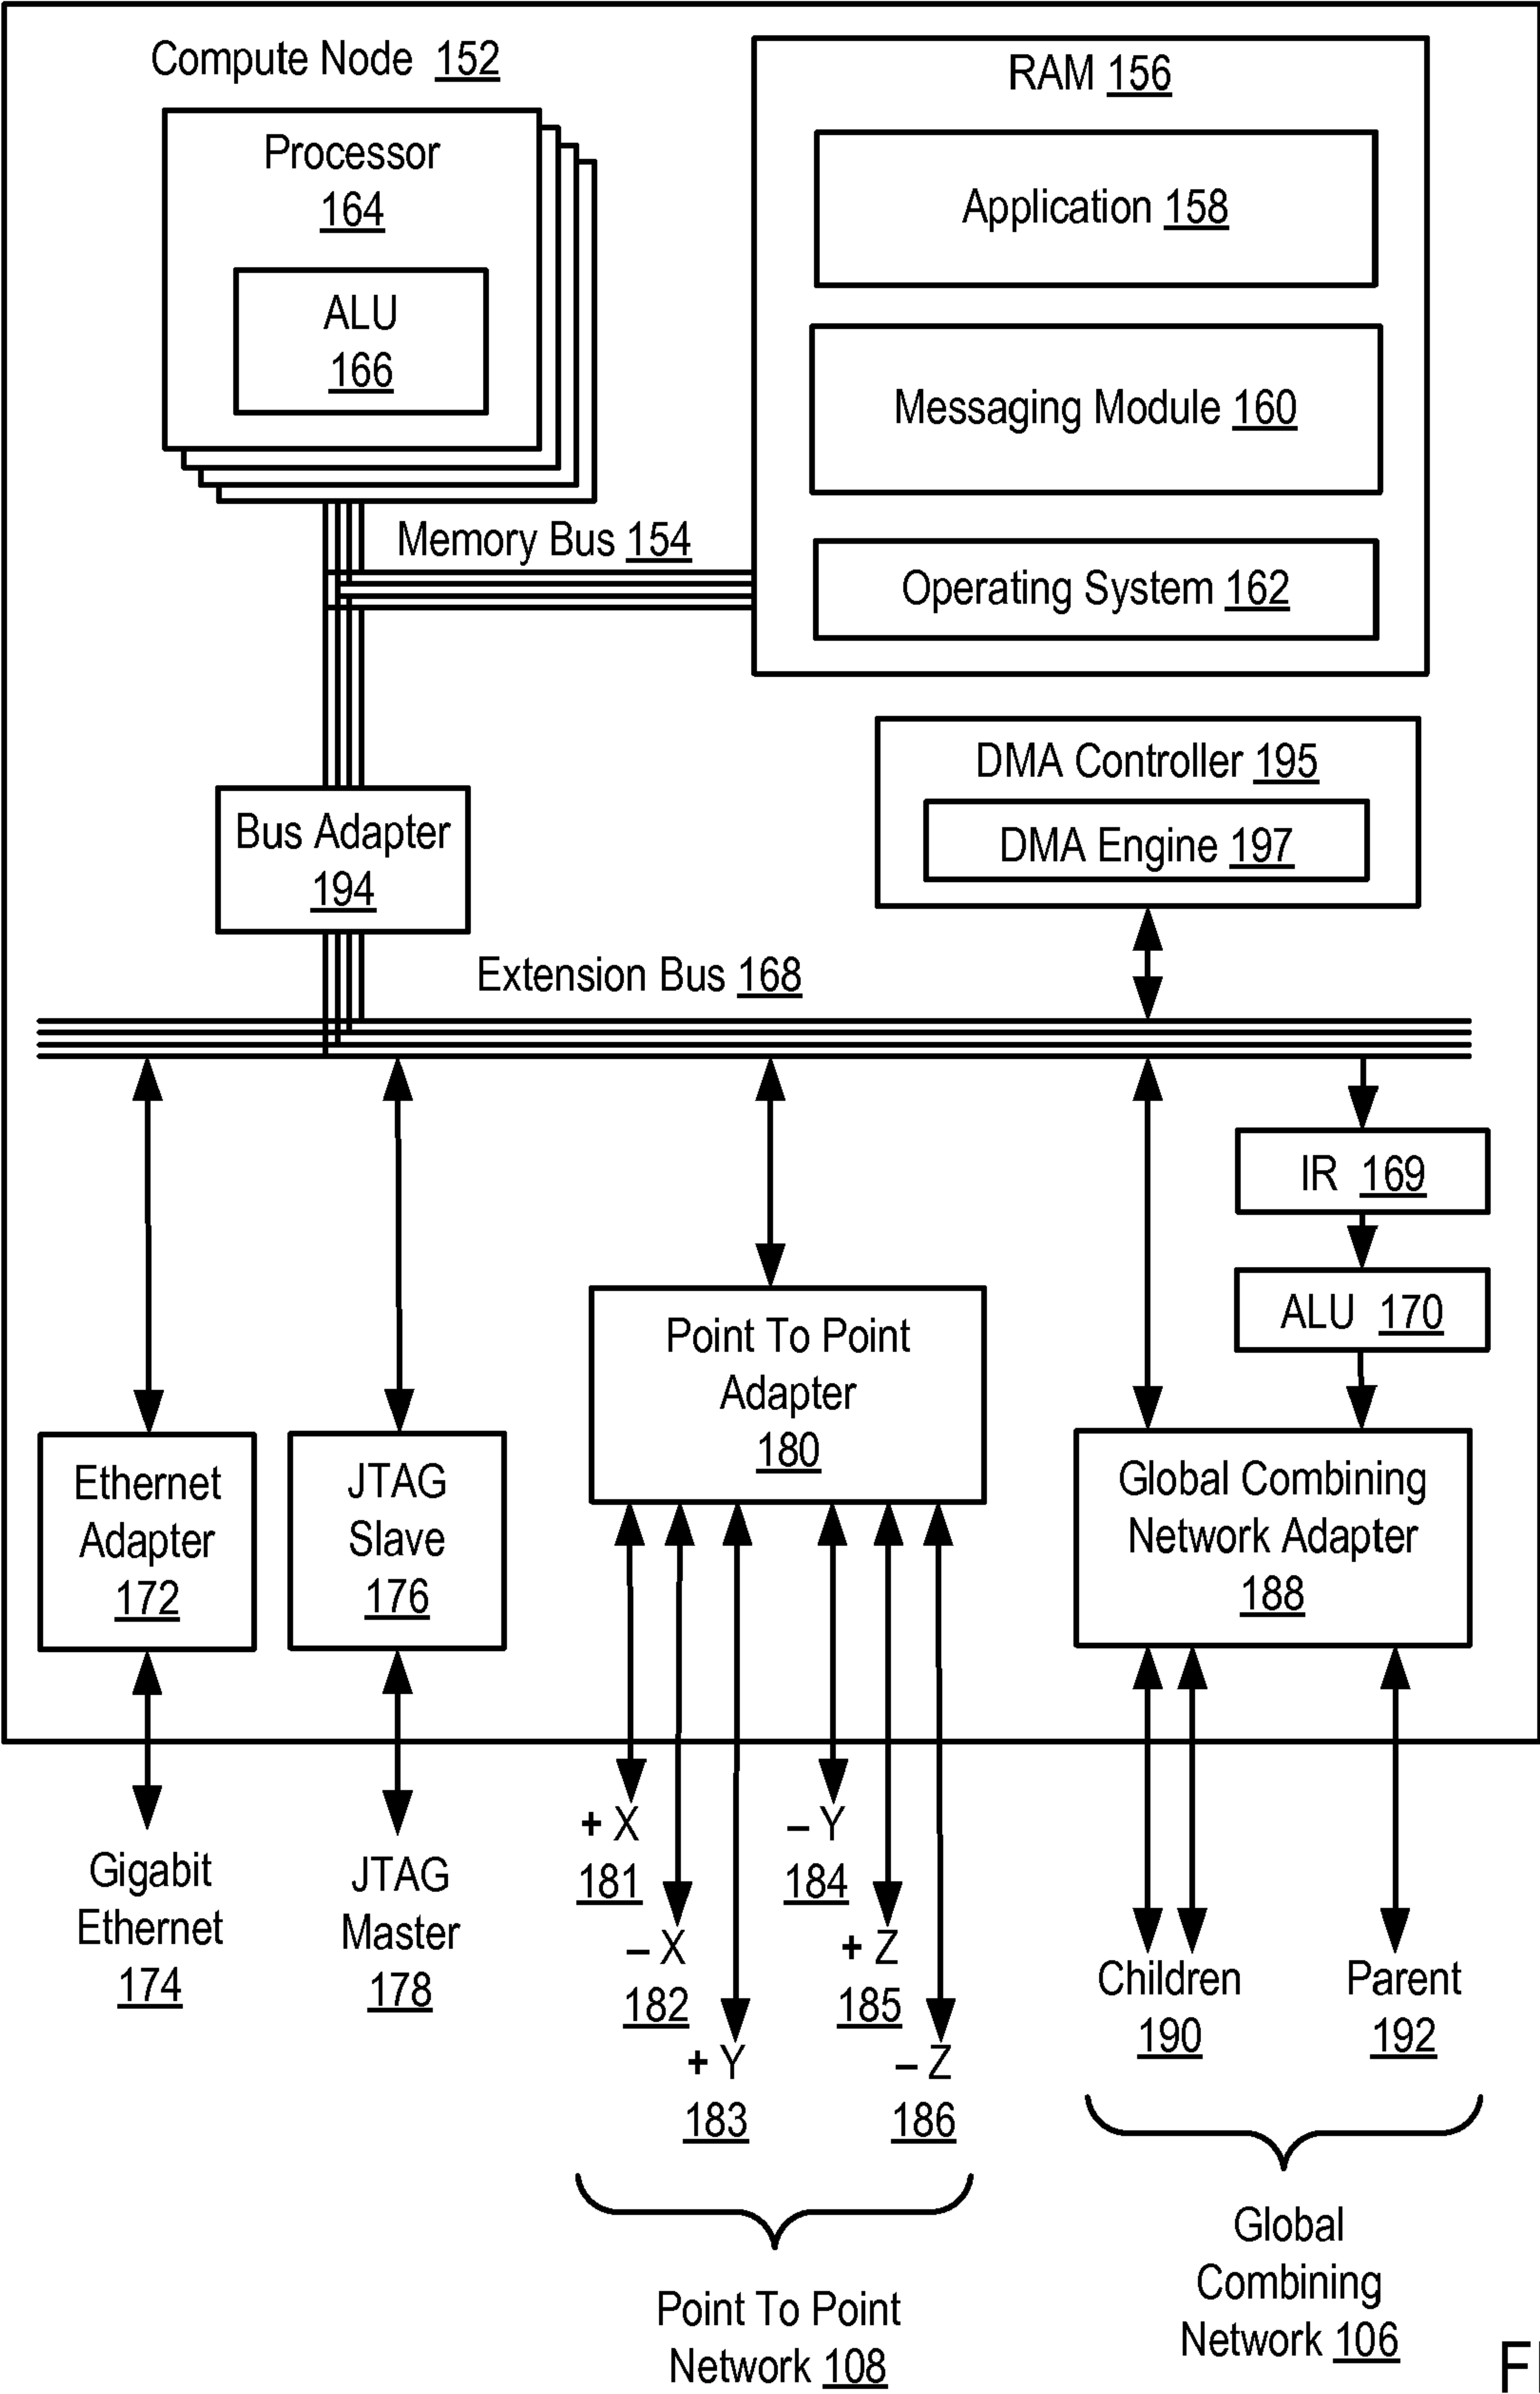 Compute Node 152
RAM 156
Processor
164
ALU
166
Application 158
Messaging Module 160
Operating System 162
Memory Bus 154
DMA Controller 195
DMA Engine 197
Bus Adapter
194
Extension Bus 168
IR 169
ALU 170
Point To Point
Adapter
180
Ethernet
Adapter
172
JTAG
Slave
176
Global Combining
Network Adapter
188
Gigabit
Ethernet
174
JTAG
Master
178
+ X
181
– X
182
+ Y
183
– Y
184
+ Z
185
– Z
186
Children
190
Parent
192
Point To Point
Network 108
Global
Combining
Network 106